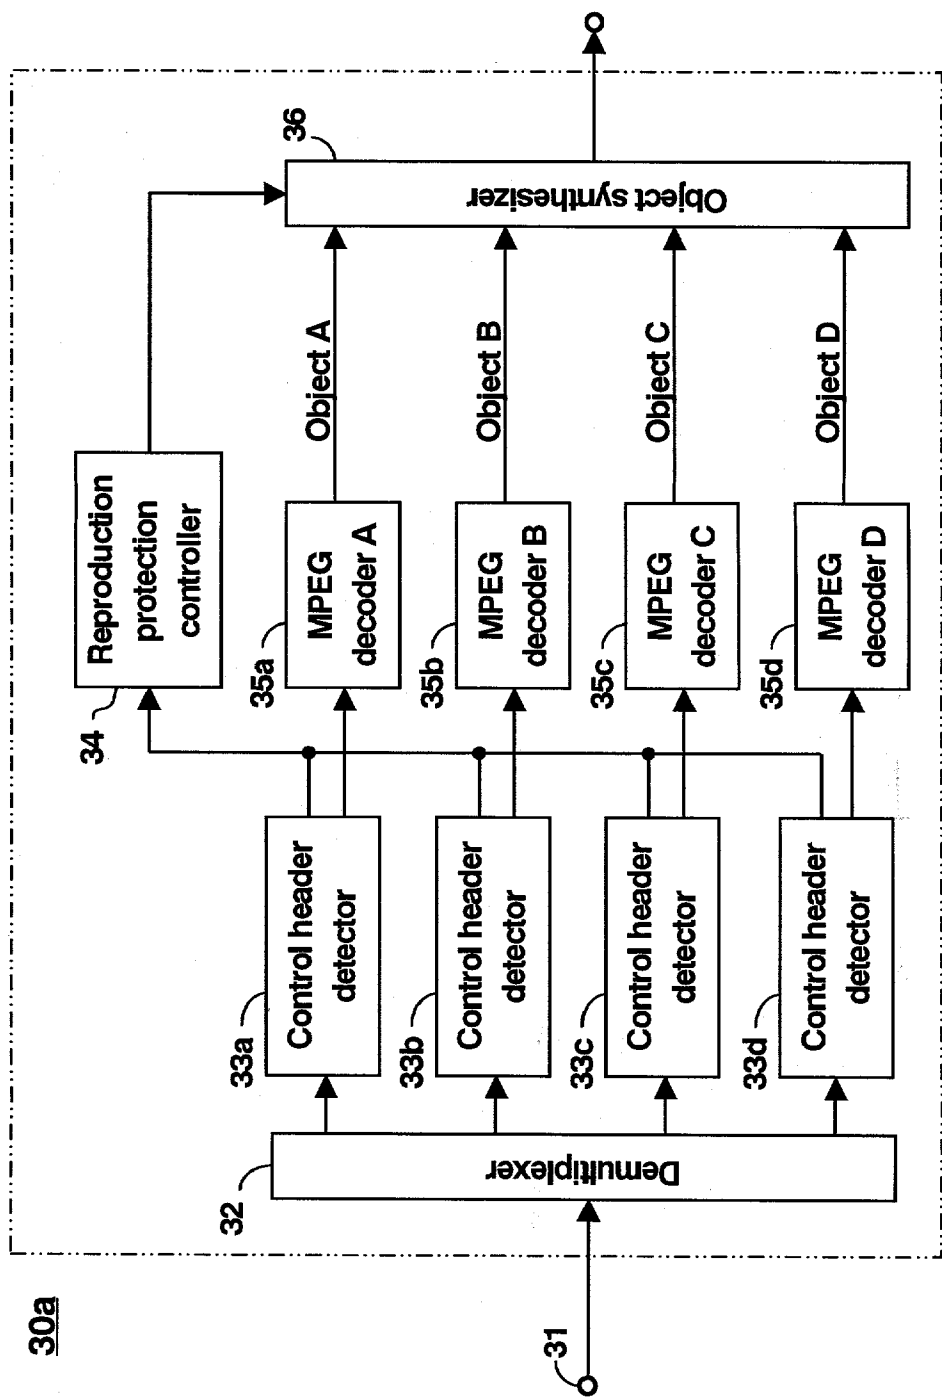 30a
31
32
Demultiplexer
33a
Control header
detector
33b
Control header
detector
33c
Control header
detector
33d
Control header
detector
34
Reproduction
protection
controller
35a
MPEG
decoder A
35b
MPEG
decoder B
35c
MPEG
decoder C
35d
MPEG
decoder D
Object A
Object B
Object C
Object D
36
Object synthesizer